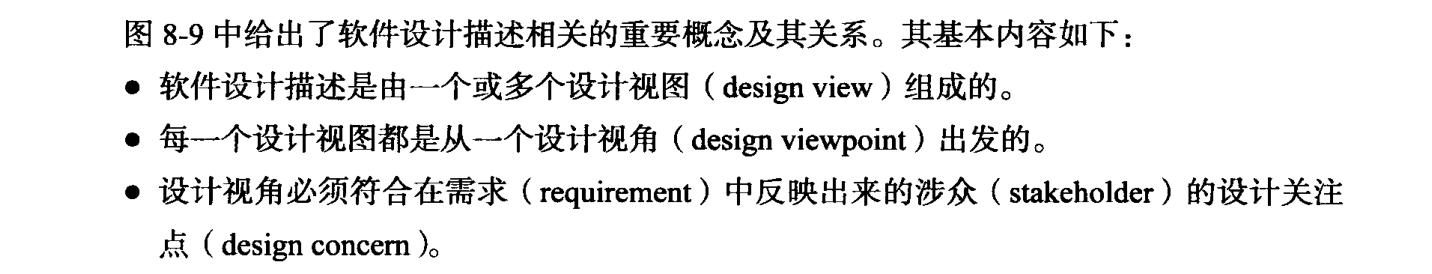 图 8-9 中给出了软件设计描述相关的重要概念及其关系。其基本内容如下：
● 软件设计描述是由一个或多个设计视图（design view）组成的。
● 每一个设计视图都是从一个设计视角（design viewpoint）出发的。
● 设计视角必须符合在需求（requirement）中反映出来的涉众（stakeholder）的设计关注
点（design concern）。